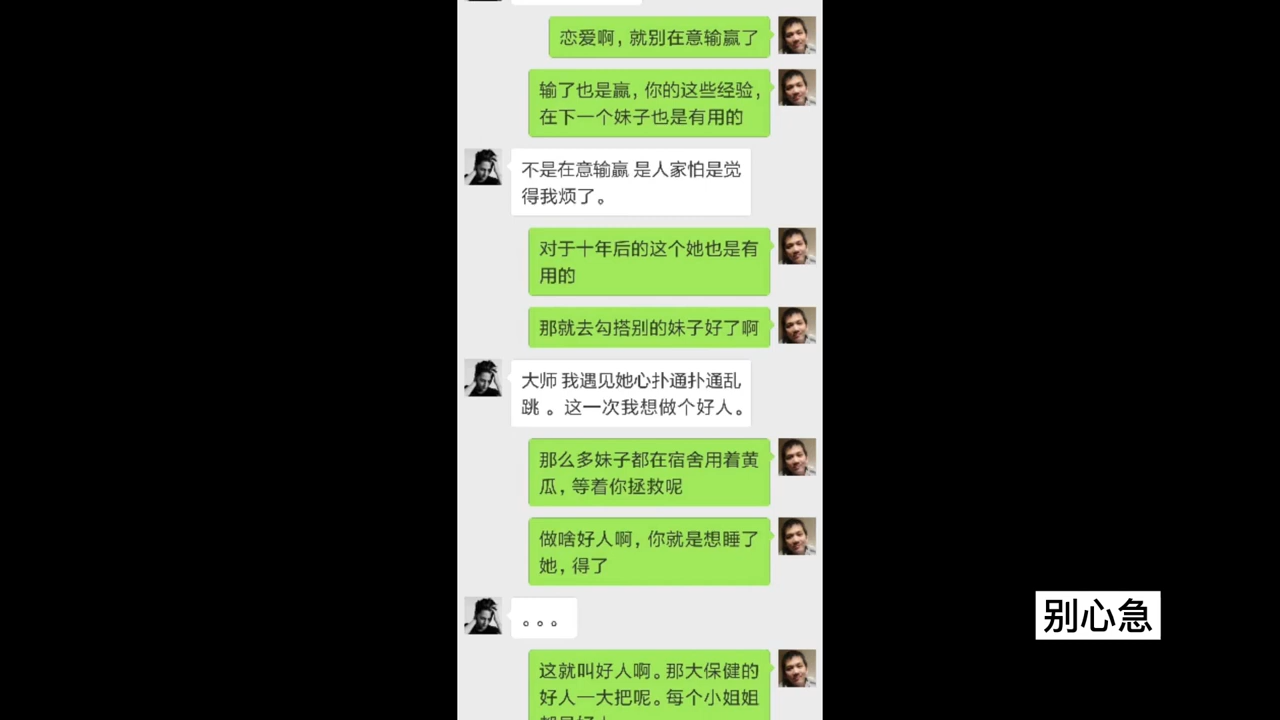 恋爱啊，就别在意输赢了
输了也是赢，你的这些经验，
在下一个妹子也是有用的
不是在意输赢 是人家怕是觉
得我烦了。
对于十年后的这个她也是有
用的
那就去勾搭别的妹子好了啊
大师 我遇见她心扑通扑通乱
跳 。这一次我想做个好人。
那么多妹子都在宿舍用着黄
瓜，等着你拯救呢
做啥好人啊，你就是想睡了
她，得了
别心急
。。。
这就叫好人啊。那大保健的
好人一大把呢。每个小姐姐